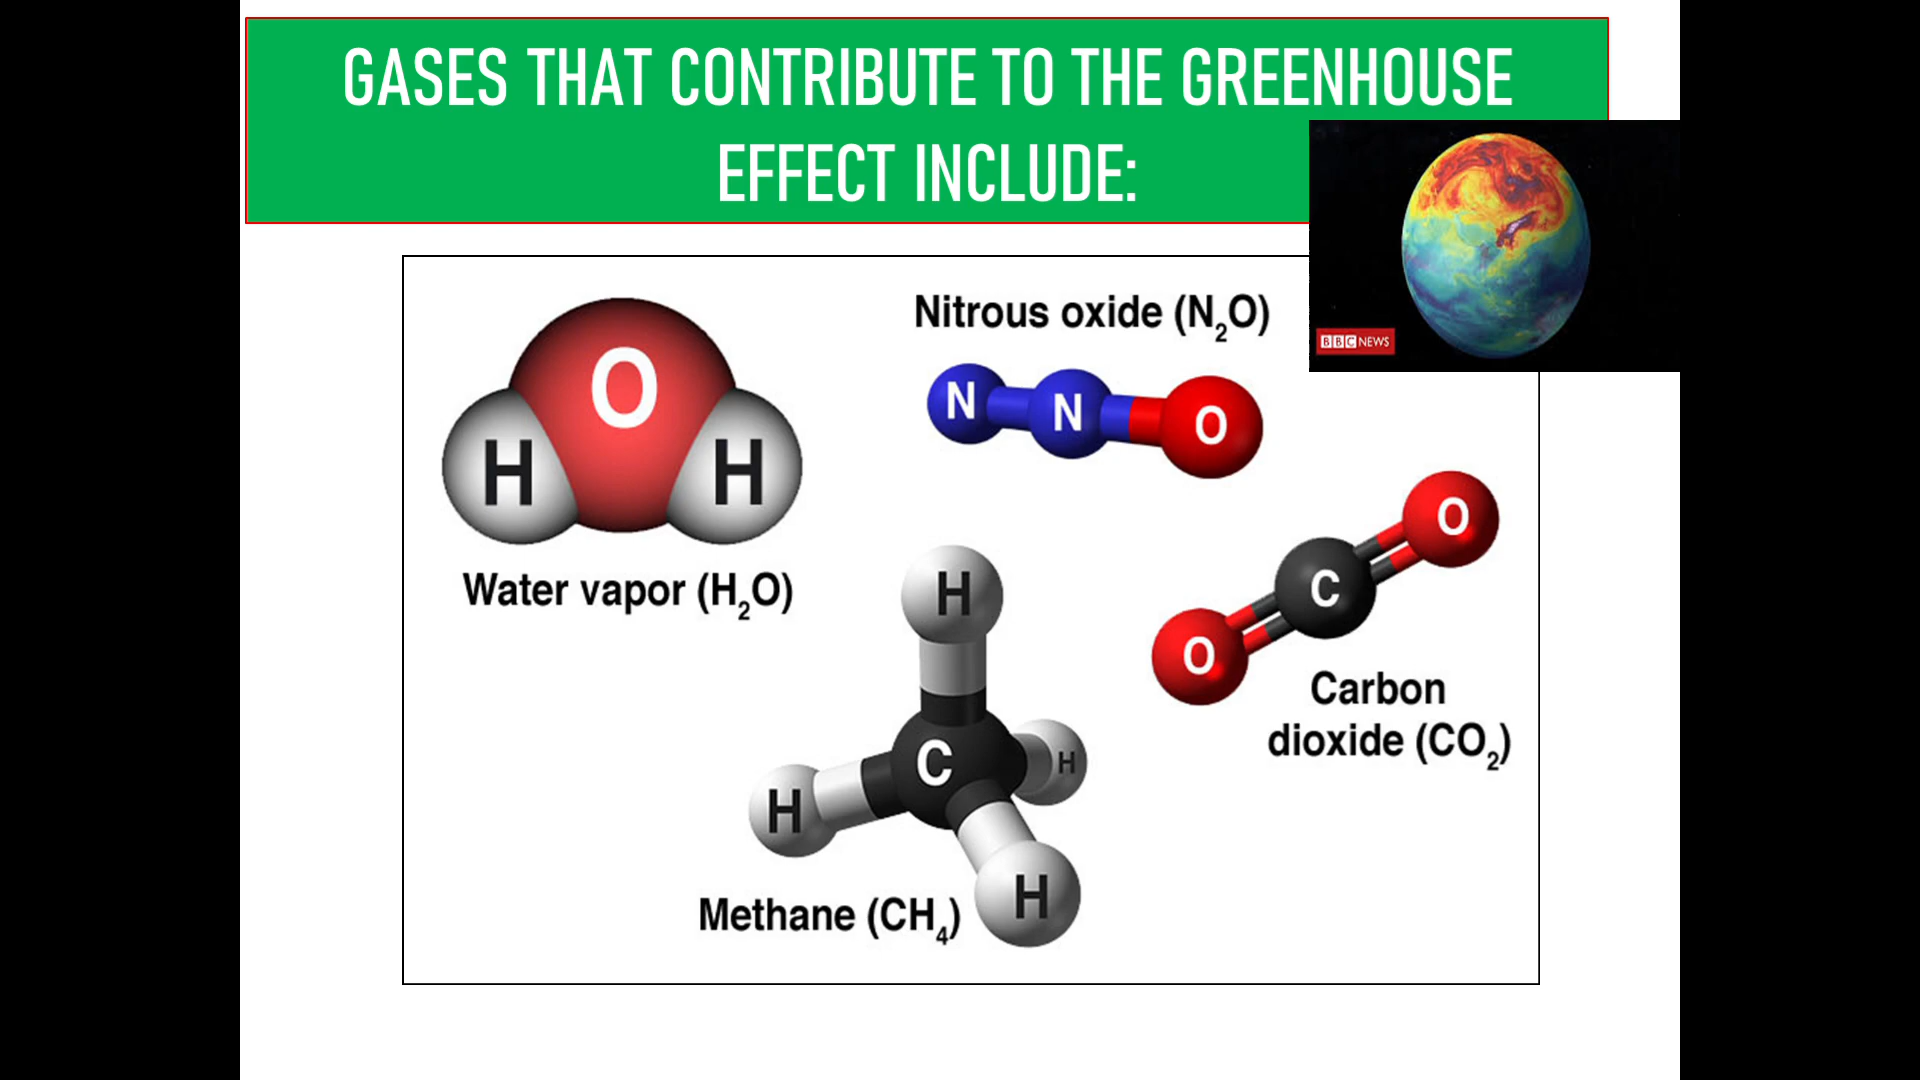 GASES THAT CONTRIBUTE TO THE GREENHOUSE
EFFECT INCLUDE:
BBC NEWS
O
H H
Water vapor (H₂O)
Nitrous oxide (N₂O)
N N O
O
C
O
Carbon
dioxide (CO₂)
H
C
H
H
H
Methane (CH₄)